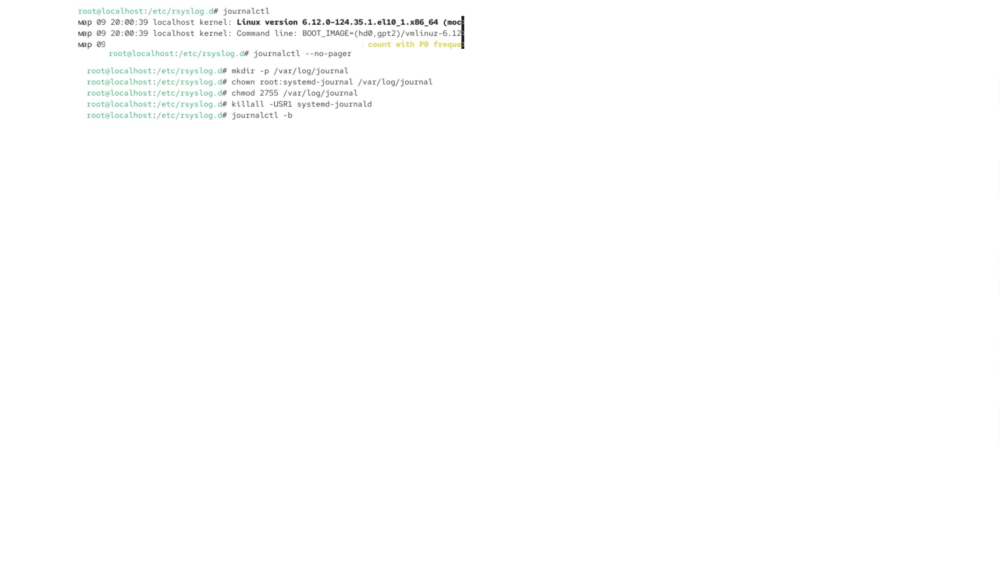 root@localhost:/etc/rsyslog.d# journalctl
мар 09 20:00:39 localhost kernel: Linux version 6.12.0-124.35.1.el10_1.x86_64 (moc>
мар 09 20:00:39 localhost kernel: Command line: BOOT_IMAGE=(hd0,gpt2)/vmlinuz-6.12>
мар 09 : count with P0 freque>
root@localhost:/etc/rsyslog.d# journalctl --no-pager
root@localhost:/etc/rsyslog.d# mkdir -p /var/log/journal
root@localhost:/etc/rsyslog.d# chown root:systemd-journal /var/log/journal
root@localhost:/etc/rsyslog.d# chmod 2755 /var/log/journal
root@localhost:/etc/rsyslog.d# killall -USR1 systemd-journald
root@localhost:/etc/rsyslog.d# journalctl -b